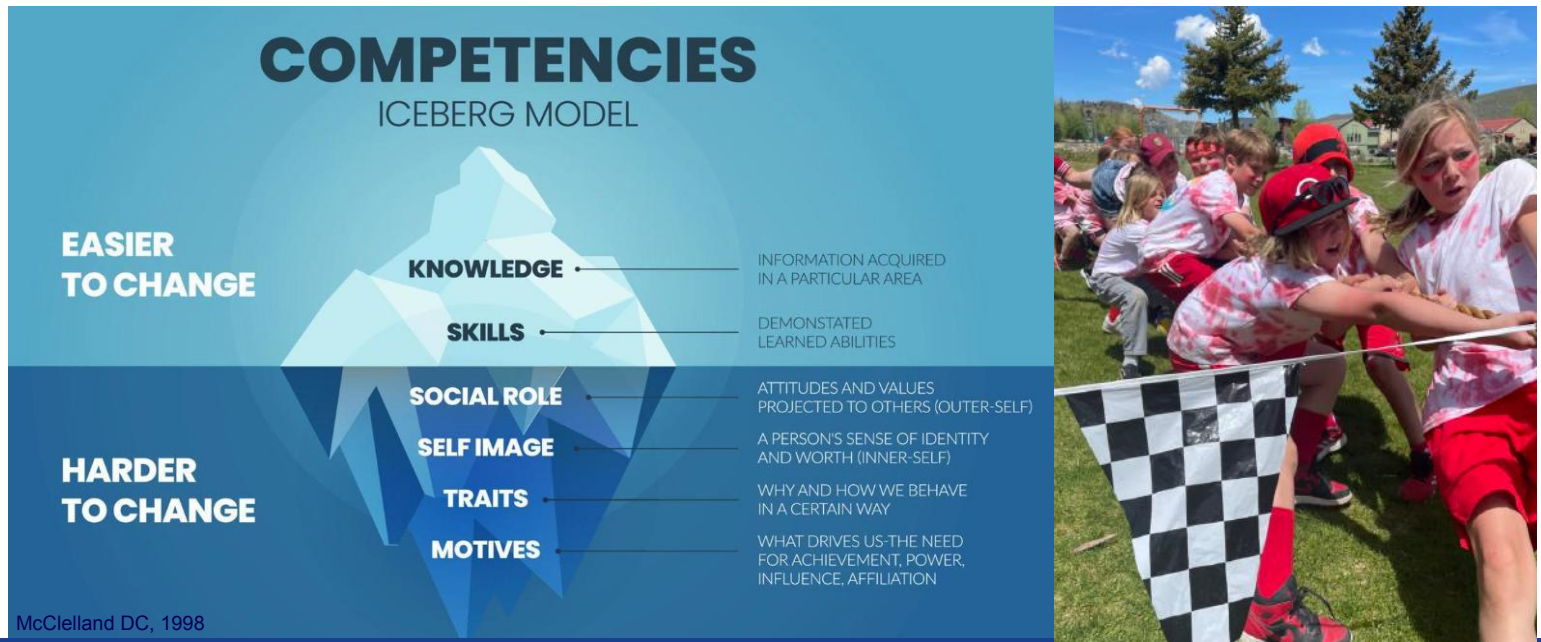 COMPETENCIES
ICEBERG MODEL
EASIER
TO CHANGE
KNOWLEDGE
INFORMATION ACQUIRED
IN A PARTICULAR AREA
SKILLS
DEMONSTATED
LEARNED ABILITIES
SOCIAL ROLE
ATTITUDES AND VALUES
PROJECTED TO OTHERS (OUTER-SELF)
SELF IMAGE
A PERSON'S SENSE OF IDENTITY
AND WORTH (INNER-SELF)
HARDER
TO CHANGE
TRAITS
WHY AND HOW WE BEHAVE
IN A CERTAIN WAY
MOTIVES
WHAT DRIVES US-THE NEED
FOR ACHIEVEMENT, POWER,
INFLUENCE, AFFILIATION
McClelland DC, 1998